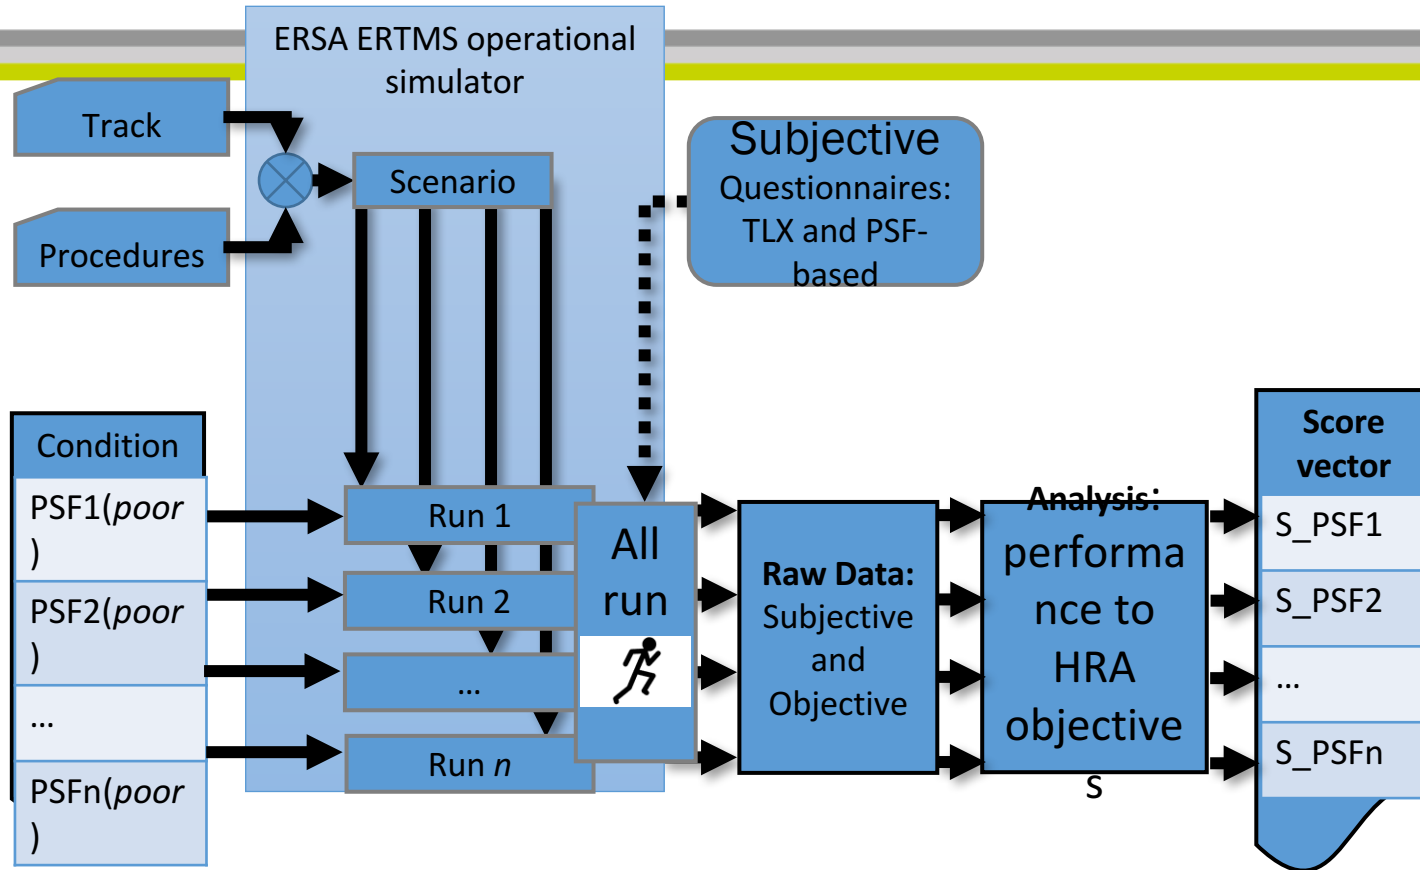 ERSA ERTMS operational
simulator
Track
Procedures
Scenario
Subjective
Questionnaires:
TLX and PSF-
based
Condition
PSF1(poor
)
PSF2(poor
)
...
PSFn(poor
)
Run 1
Run 2
...
Run n
All
run
Raw Data:
Subjective
and
Objective
Analysis:
performa
nce to
HRA
objective
s
Score
vector
S_PSF1
S_PSF2
...
S_PSFn